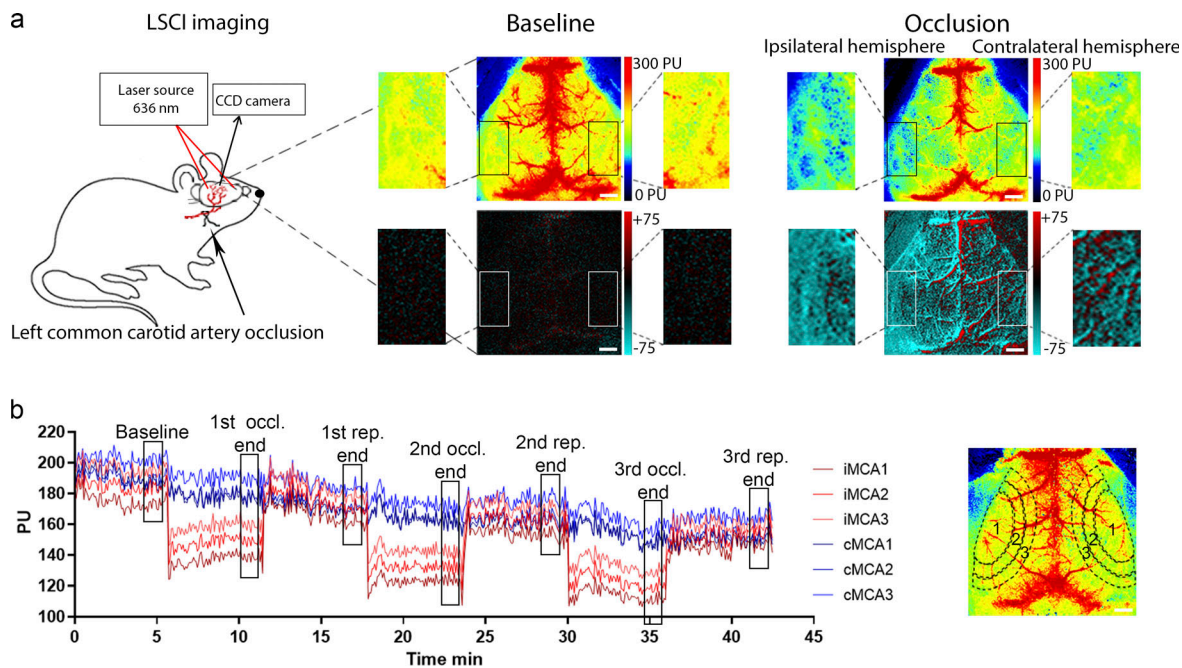 a
LSCI imaging
Baseline
Occlusion
Ipsilateral hemisphere
Contralateral hemisphere
Laser source
636 nm
CCD camera
300 PU
0 PU
300 PU
0 PU
+75
-75
+75
-75
Left common carotid artery occlusion
b
PU
220
200
180
160
140
120
100
0
5
10
15
20
25
30
35
40
45
Time min
Baseline
1st occl.
end
1st rep.
end
2nd occl.
end
2nd rep.
end
3rd occl.
end
3rd rep.
end
iMCA1
iMCA2
iMCA3
cMCA1
cMCA2
cMCA3
1
2
3
3
2
1